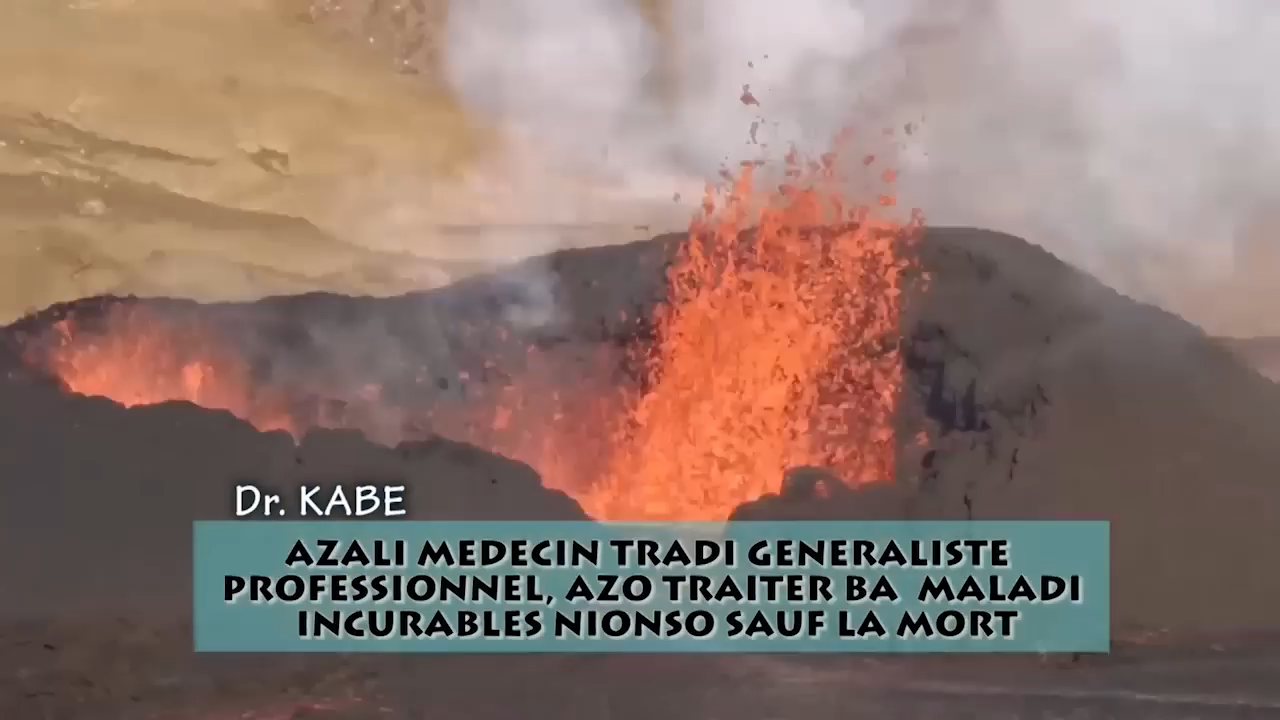 Dr. KABE
AZALI MEDECIN TRADI GENERALISTE
PROFESSIONNEL, AZO TRAITER BA MALADI
INCURABLES NIONSO SAUF LA MORT